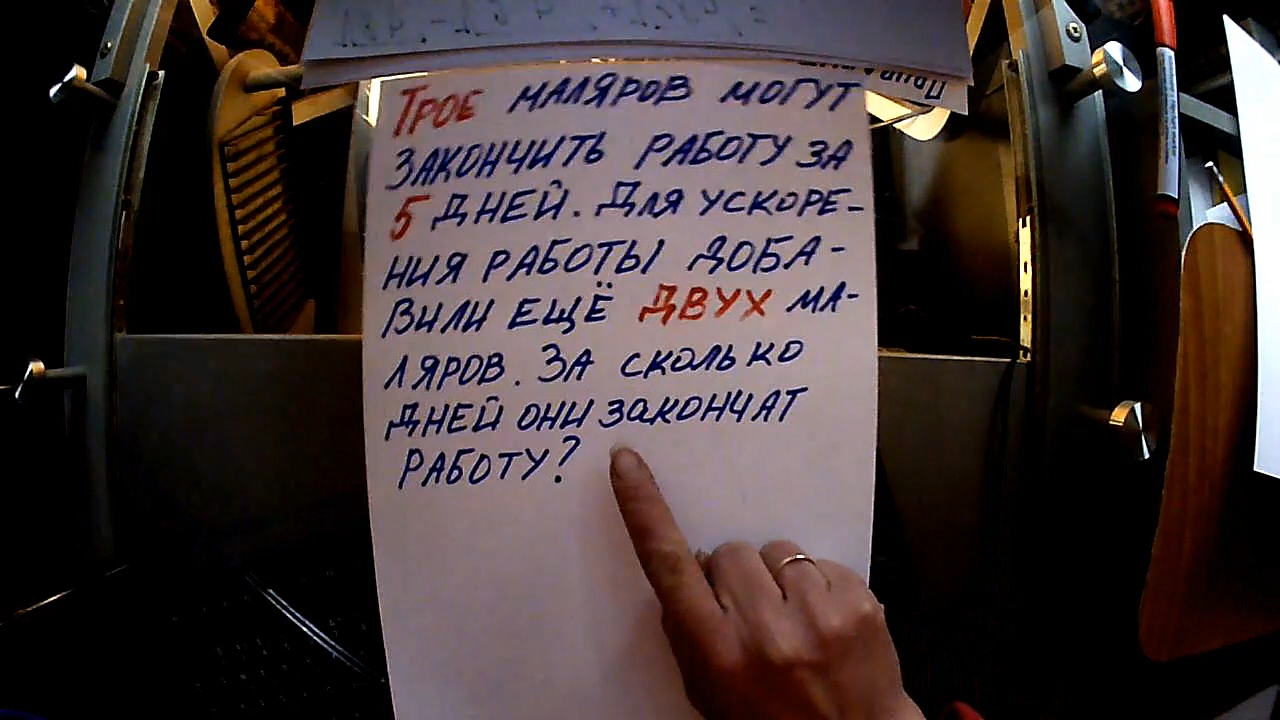 ТРОЕ МАЛЯРОВ МОГУТ
ЗАКОНЧИТЬ РАБОТУ ЗА
5 ДНЕЙ. ДЛЯ УСКОРЕ-
НИЯ РАБОТЫ ДОБА-
ВИЛИ ЕЩЁ ДВУХ МА-
ЛЯРОВ. ЗА СКОЛЬКО
ДНЕЙ ОНИ ЗАКОНЧАТ
РАБОТУ?